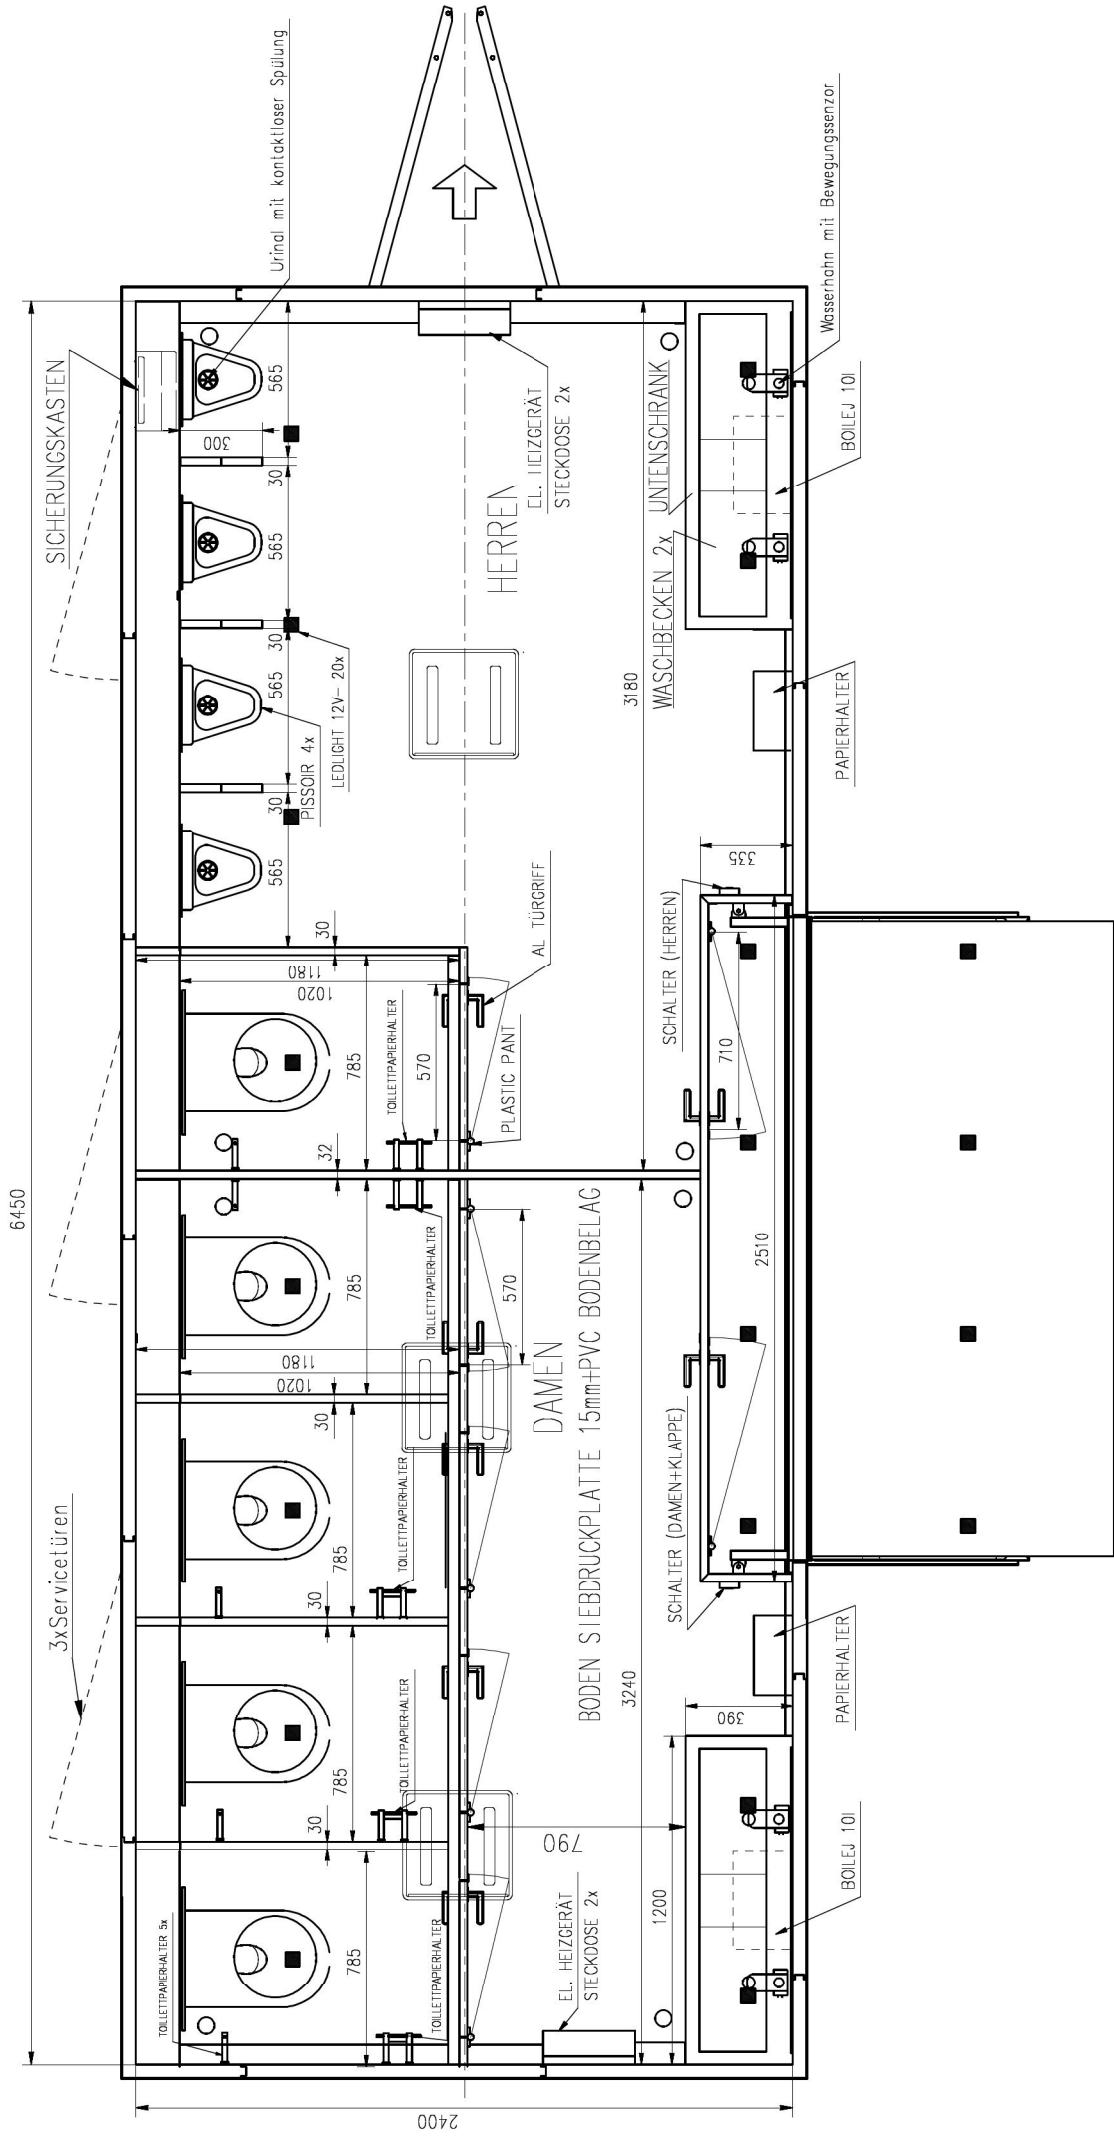 6450
3xServicetüren
SICHERUNGSKASTEN
Urinal mit kontaktloser Spülung
2400
TOILLETTPAPIERHALTER 5x
785
TOILLETTPAPIERHALTER
30
785
TOILLETTPAPIERHALTER
30
785
TOILLETTPAPIERHALTER
30
1020
1180
785
TOILLETTPAPIERHALTER
32
785
TOILLETTPAPIERHALTER
1020
1180
30
565
30
565
30
565
30
565
300
PISSOIR 4x
LEDLIGHT 12V- 20x
570
570
PLASTIC PANT
AL TÜRGRIFF
DAMEN
HERREN
EL. HEIZGERÄT
STECKDOSE 2x
EL. HEIZGERÄT
STECKDOSE 2x
BODEN SIEBDRUCKPLATTE 15mm+PVC BODENBELAG
790
3240
3180
1200
390
WASCHBECKEN 2x
UNTENSCHRANK
SCHALTER (DAMEN+KLAPPE)
SCHALTER (HERREN)
710
335
2510
BOILEJ 10l
PAPIERHALTER
PAPIERHALTER
BOILEJ 10l
Wasserhahn mit Bewegungssenzor